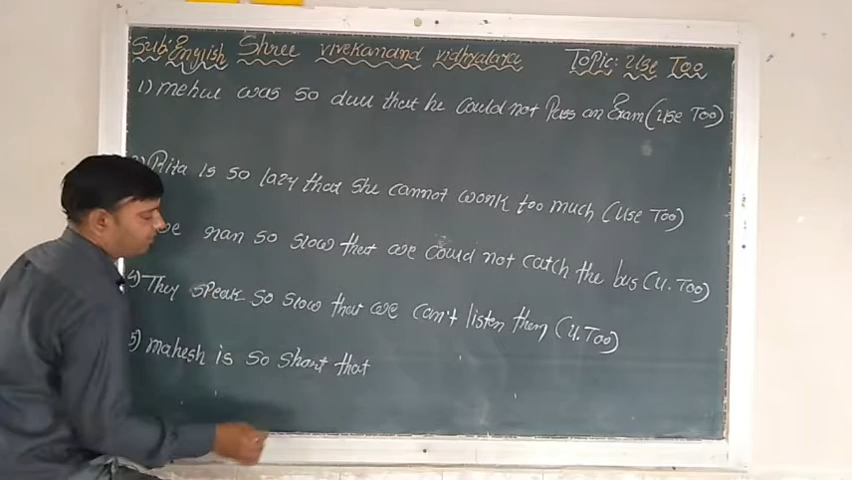 Sub: English Shree vivekanand vidhyalaya Topic: Use Too
1) Mehul was so dull that he could not Pass an Exam (Use Too)
2) Rita is so lazy that she cannot work too much (Use Too)
we ran so slow that we could not catch the bus (U. Too)
4) They speak so slow that we can't listen them (U. Too)
5) Mahesh is so short that